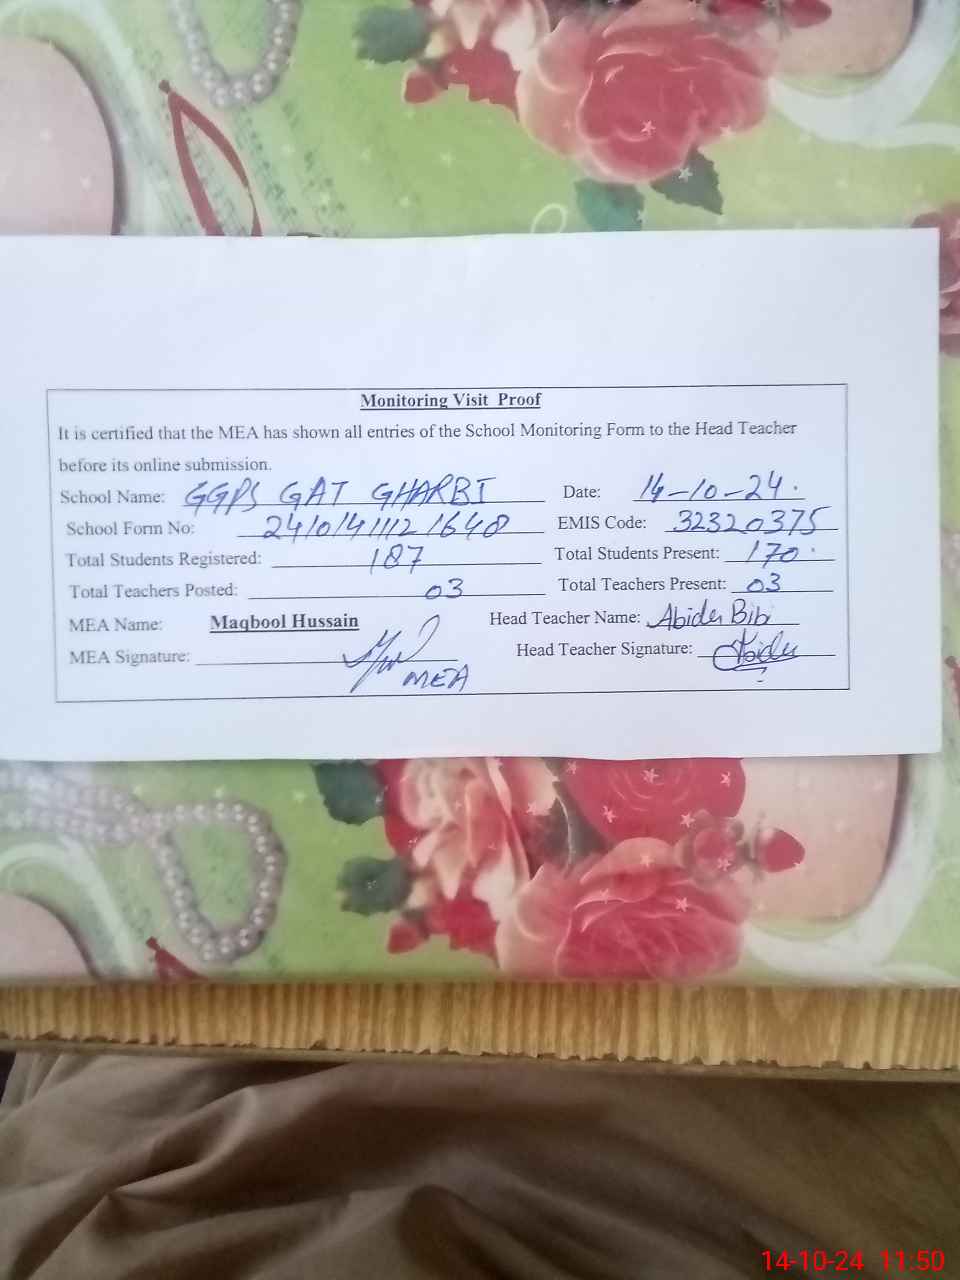 Monitoring Visit Proof
It is certified that the MEA has shown all entries of the School Monitoring Form to the Head Teacher
before its online submission.
School Name: GGPS GAT GHARBI Date: 14-10-24.
School Form No: 241014111121648 EMIS Code: 32320375
Total Students Registered: 187 Total Students Present: 170.
Total Teachers Posted: 03 Total Teachers Present: 03
MEA Name: Maqbool Hussain Head Teacher Name: Abida Bibi
MEA Signature: MEA Head Teacher Signature: Abida
14-10-24 11:50